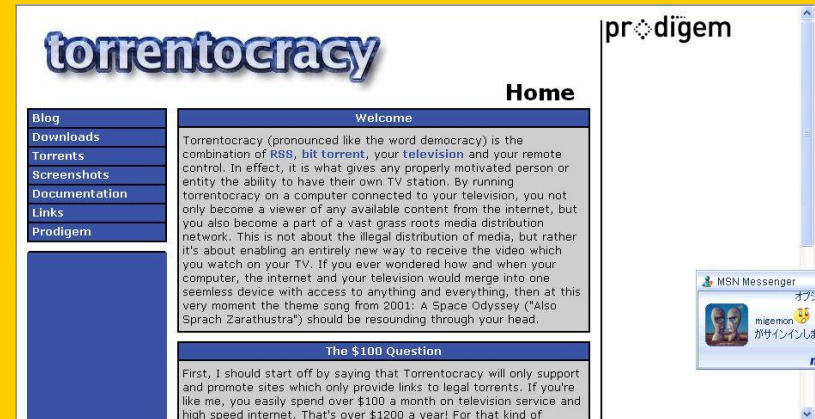 torrentocracy
pr digem
Home
Blog
Downloads
Torrents
Screenshots
Documentation
Links
Prodigem
Welcome
Torrentocracy (pronounced like the word democracy) is the
combination of RSS, bit torrent, your television and your remote
control. In effect, it is what gives any properly motivated person or
entity the ability to have their own TV station. By running
torrentocracy on a computer connected to your television, you not
only become a viewer of any available content from the internet, but
you also become a part of a vast grass roots media distribution
network. This is not about the illegal distribution of media, but rather
it's about enabling an entirely new way to receive the video which
you watch on your TV. If you ever wondered how and when your
computer, the internet and your television would merge into one
seemless device with access to anything and everything, then at this
very moment the theme song from 2001: A Space Odyssey ("Also
Sprach Zarathustra") should be resounding through your head.
The $100 Question
First, I should start off by saying that Torrentocracy will only support
and promote sites which only provide links to legal torrents. If you're
like me, you easily spend over $100 a month on television service and
high speed internet. That's over $1200 a year! For that kind of
MSN Messenger
オプシ
migemon
がサインインしま